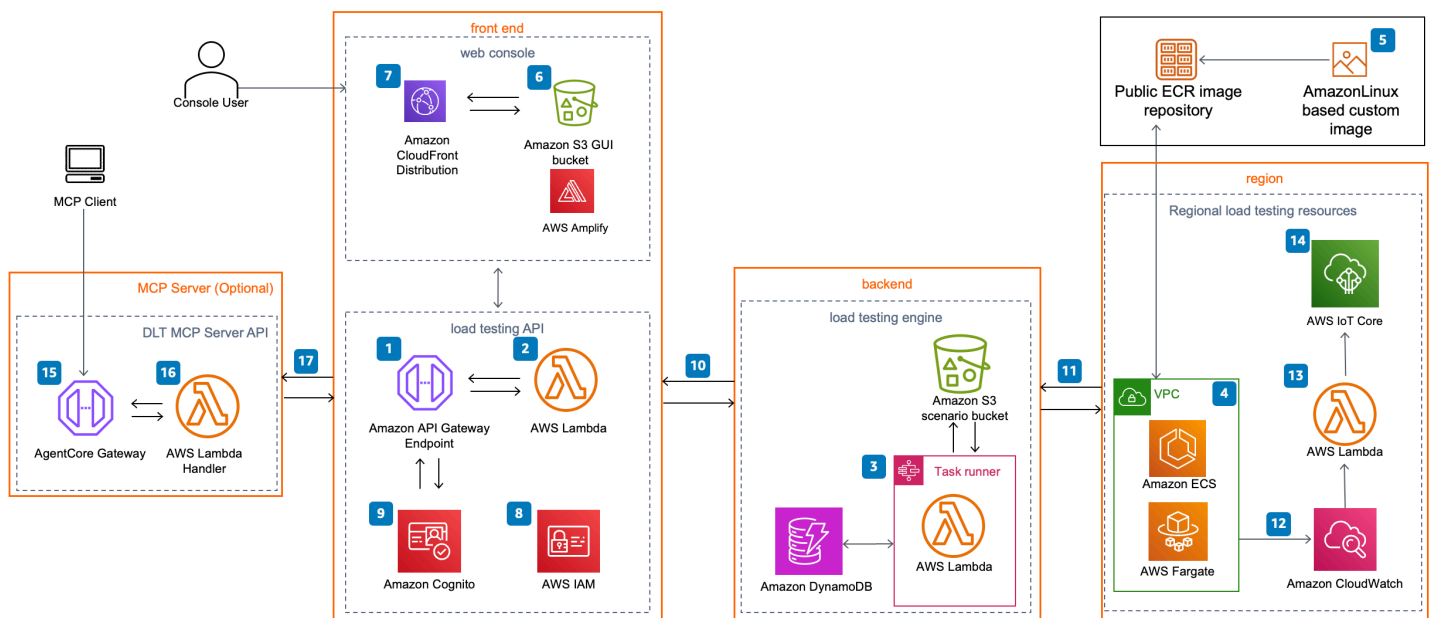 front end
web console
7
6
5
Console User
Amazon
CloudFront
Distribution
Amazon S3 GUI
bucket
AWS Amplify
Public ECR image
repository
AmazonLinux
based custom
image
MCP Client
MCP Server (Optional)
DLT MCP Server API
15
16
AgentCore Gateway
AWS Lambda
Handler
17
load testing API
1
2
Amazon API Gateway
Endpoint
AWS Lambda
9
8
Amazon Cognito
AWS IAM
10
backend
load testing engine
Amazon S3
scenario bucket
3
Task runner
AWS Lambda
Amazon DynamoDB
11
region
Regional load testing resources
14
AWS IoT Core
VPC
4
13
Amazon ECS
AWS Lambda
AWS Fargate
12
Amazon CloudWatch